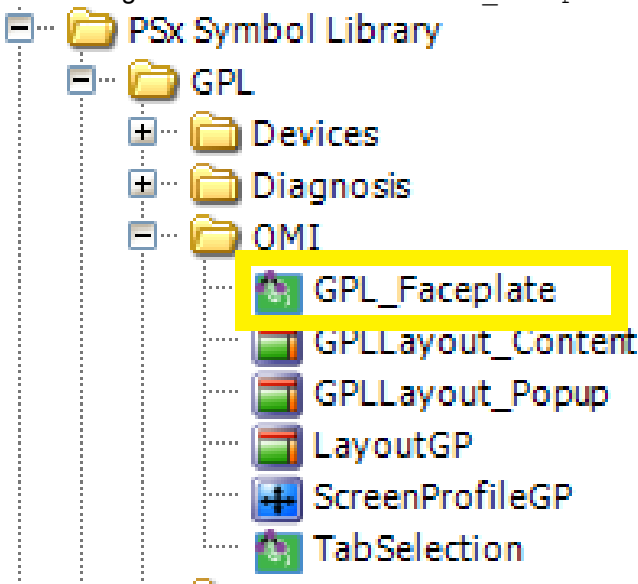 PSx Symbol Library
GPL
Devices
Diagnosis
OMI
GPL_Faceplate
GPLLayout_Content
GPLLayout_Popup
LayoutGP
ScreenProfileGP
TabSelection